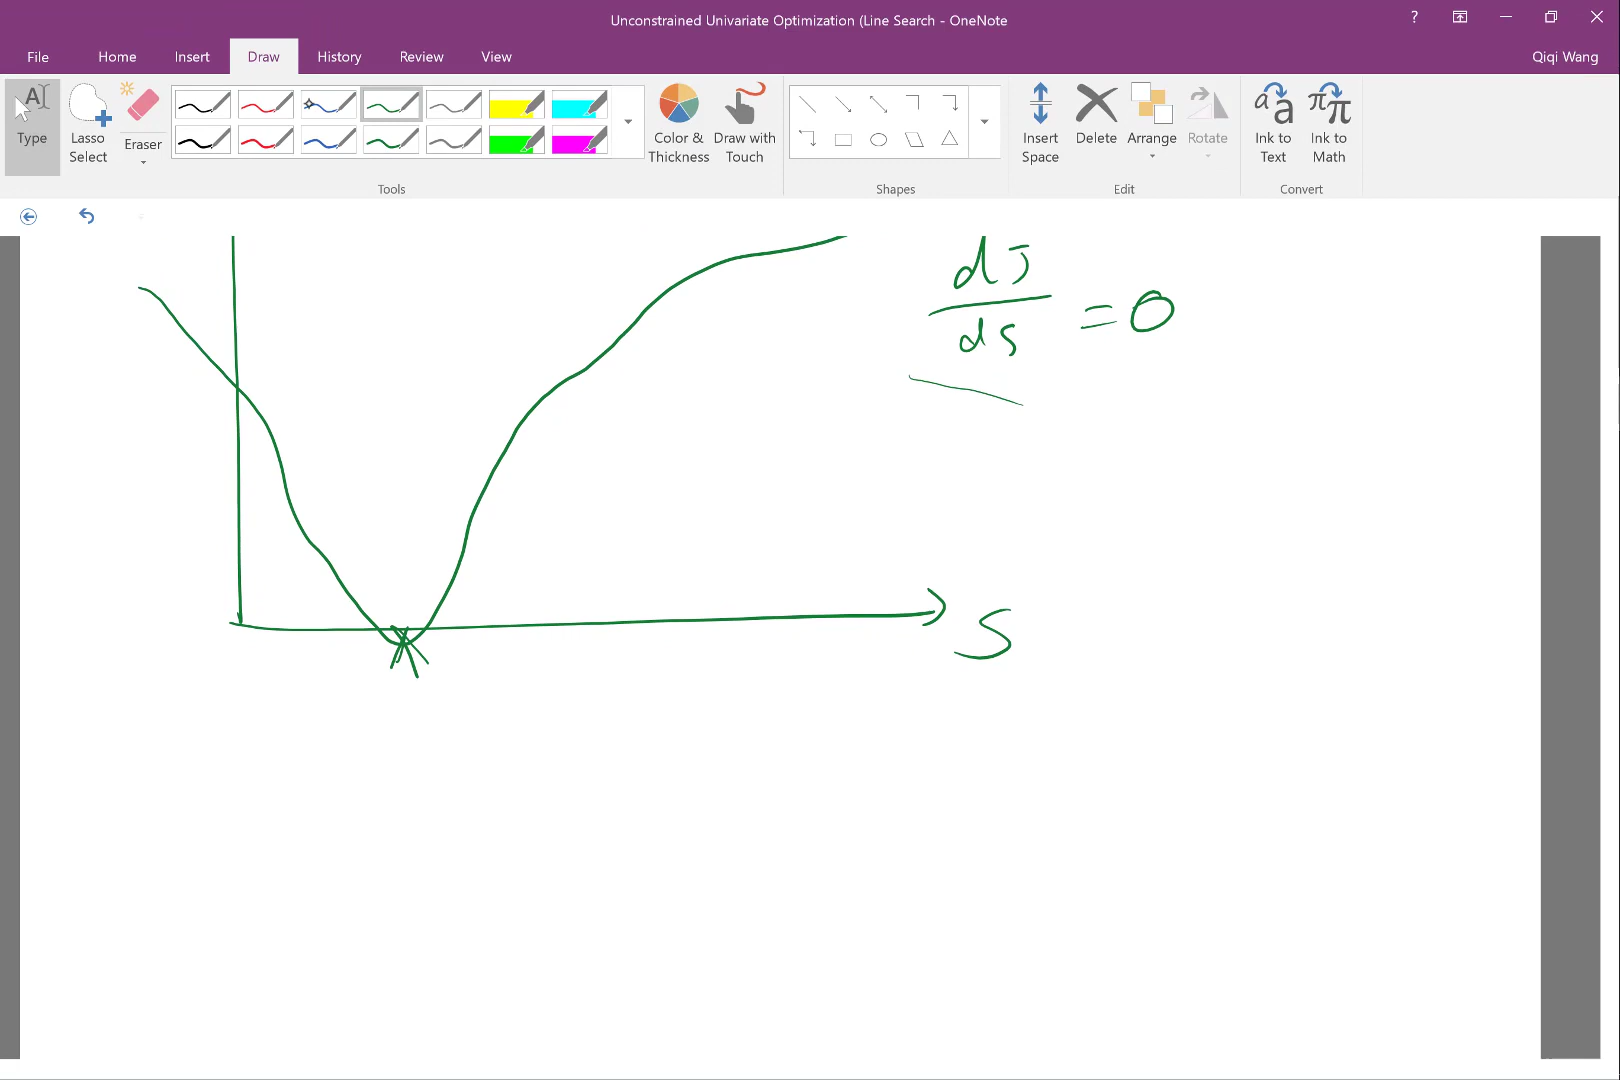 Unconstrained Univariate Optimization (Line Search - OneNote
?
File Home Insert Draw History Review View Qiqi Wang
Type
Lasso Select
Eraser
Color & Thickness
Draw with Touch
Insert Space
Delete
Arrange
Rotate
Ink to Text
Ink to Math
Tools Shapes Edit Convert
dJ
ds = 0
S